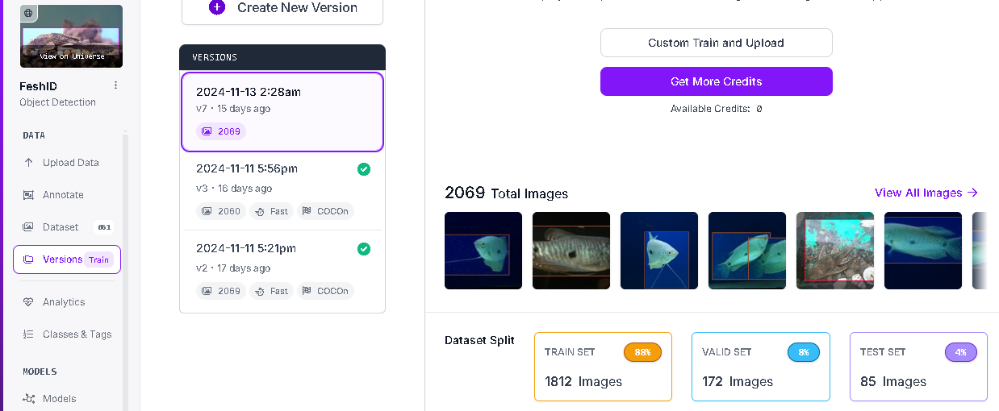 View on Universe
FeshID
Object Detection
DATA
Upload Data
Annotate
Dataset 861
Versions Train
Analytics
Classes & Tags
MODELS
Models
Create New Version
VERSIONS
2024-11-13 2:28am
v7 • 15 days ago
2069
2024-11-11 5:56pm
v3 • 16 days ago
2060 Fast COCOn
2024-11-11 5:21pm
v2 • 17 days ago
2069 Fast COCOn
Custom Train and Upload
Get More Credits
Available Credits: 0
2069 Total Images
View All Images →
Dataset Split
TRAIN SET 88%
1812 Images
VALID SET 8%
172 Images
TEST SET 4%
85 Images